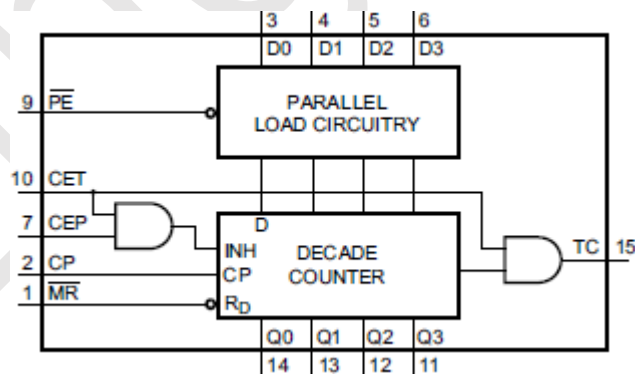 3 4 5 6
D0 D1 D2 D3
PARALLEL
LOAD CIRCUITRY
9 PE
10 CET
7 CEP
2 CP
1 MR
D
INH
CP
RD
DECADE
COUNTER
TC 15
Q0 Q1 Q2 Q3
14 13 12 11